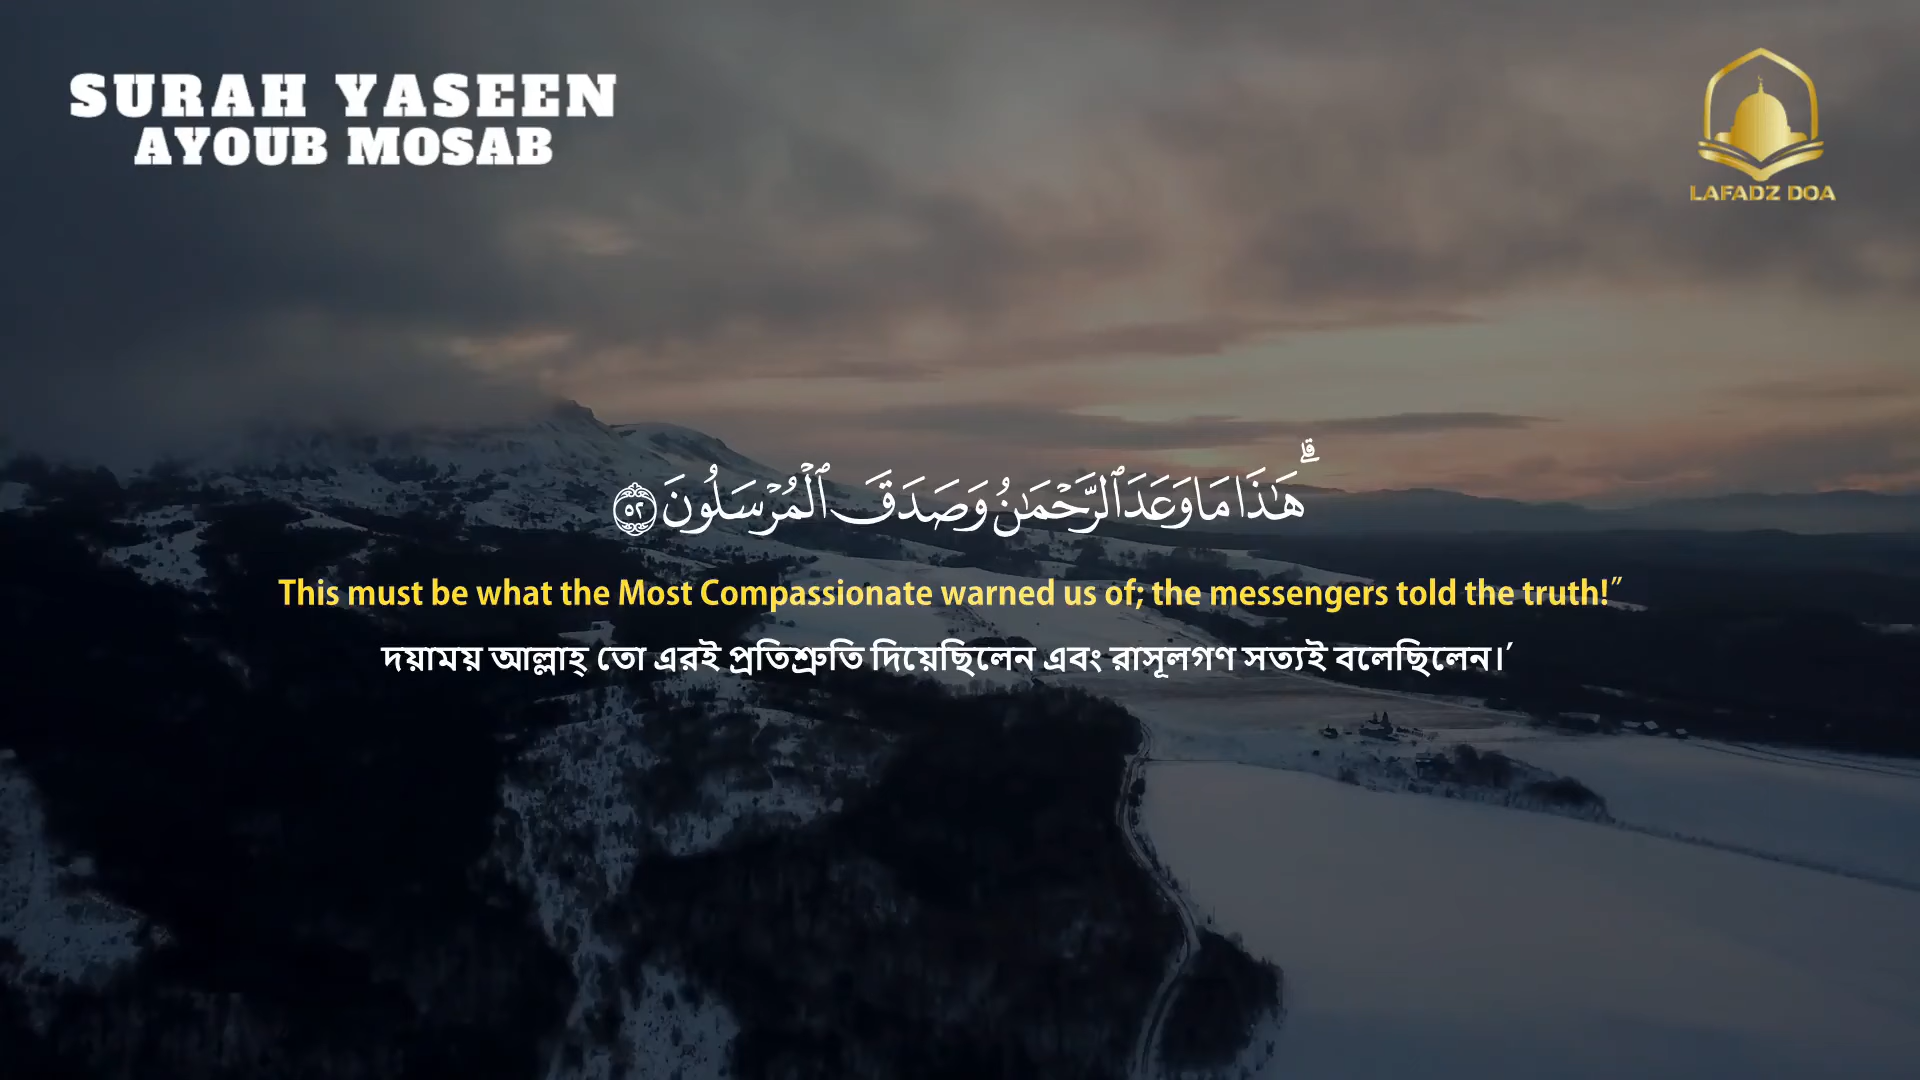 SURAH YASEEN
AYOUB MOSAB
LAFADZ DOA
ۗ هَـٰذَا مَا وَعَدَ ٱلرَّحْمَـٰنُ وَصَدَقَ ٱلْمُرْسَلُونَ ٥٢
This must be what the Most Compassionate warned us of; the messengers told the truth!”
দয়াময় আল্লাহ্ তো এরই প্রতিশ্রুতি দিয়েছিলেন এবং রাসূলগণ সত্যই বলেছিলেন।’